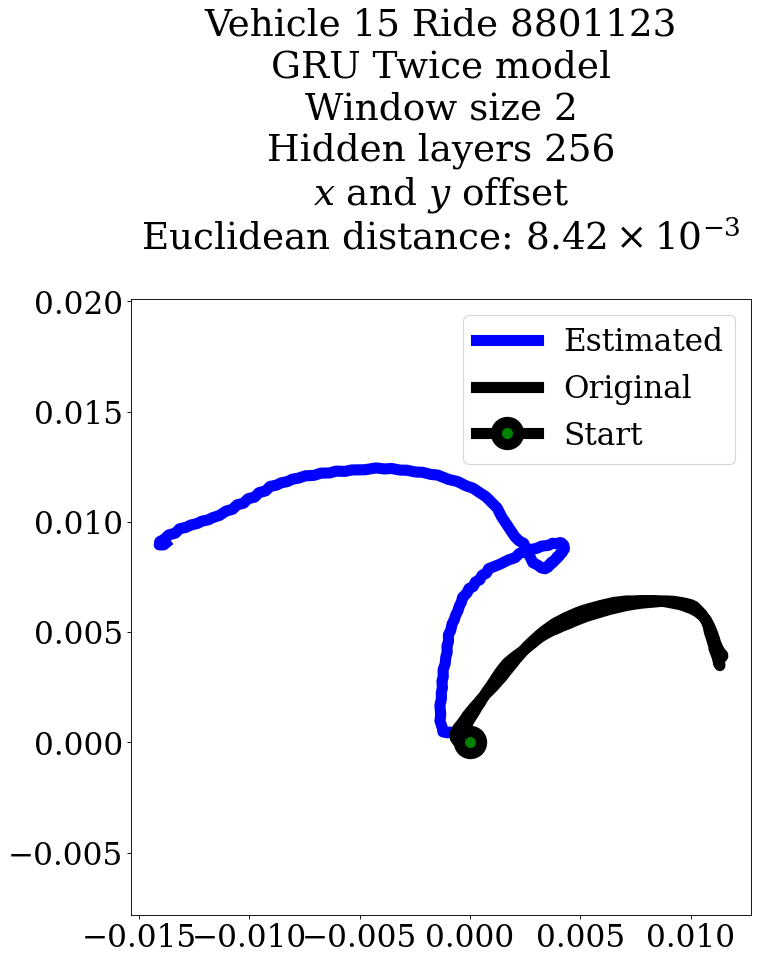 Vehicle 15 Ride 8801123
GRU Twice model
Window size 2
Hidden layers 256
x and y offset
Euclidean distance: 8.42 × 10⁻³
Estimated
Original
Start
0.020
0.015
0.010
0.005
0.000
−0.005
−0.015 −0.010 −0.005 0.000 0.005 0.010